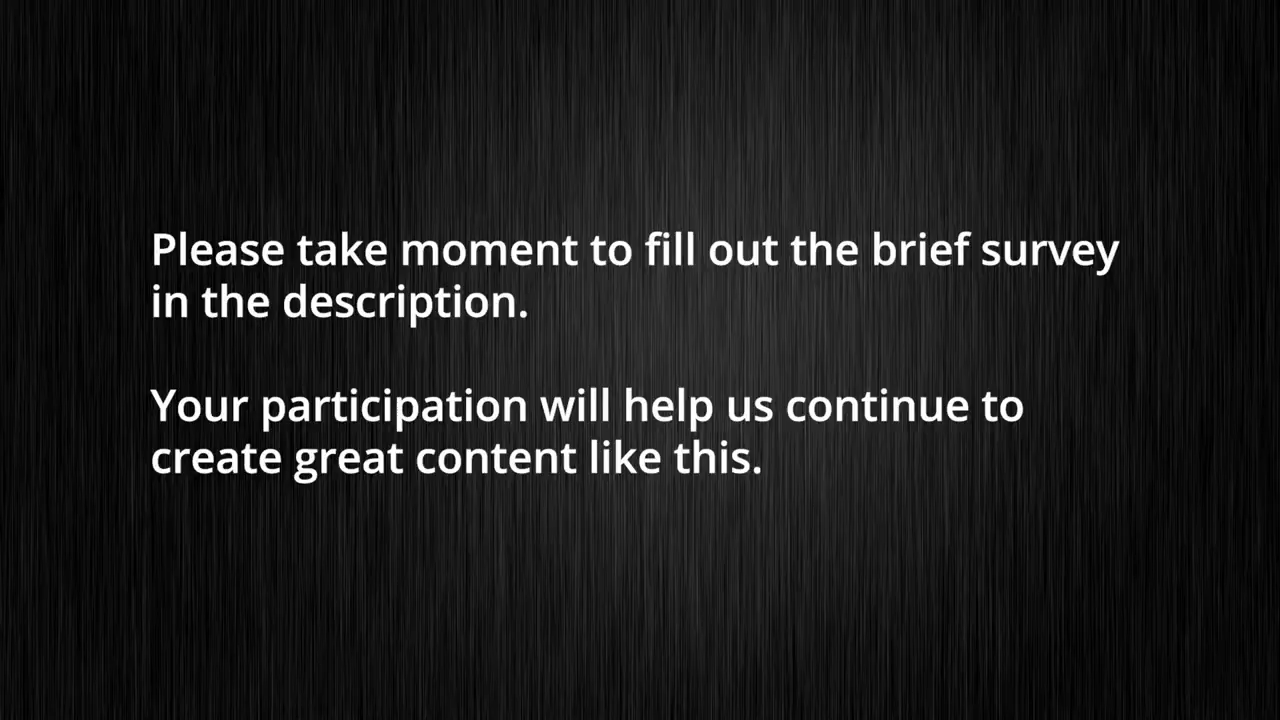 Please take moment to fill out the brief survey
in the description.
Your participation will help us continue to
create great content like this.